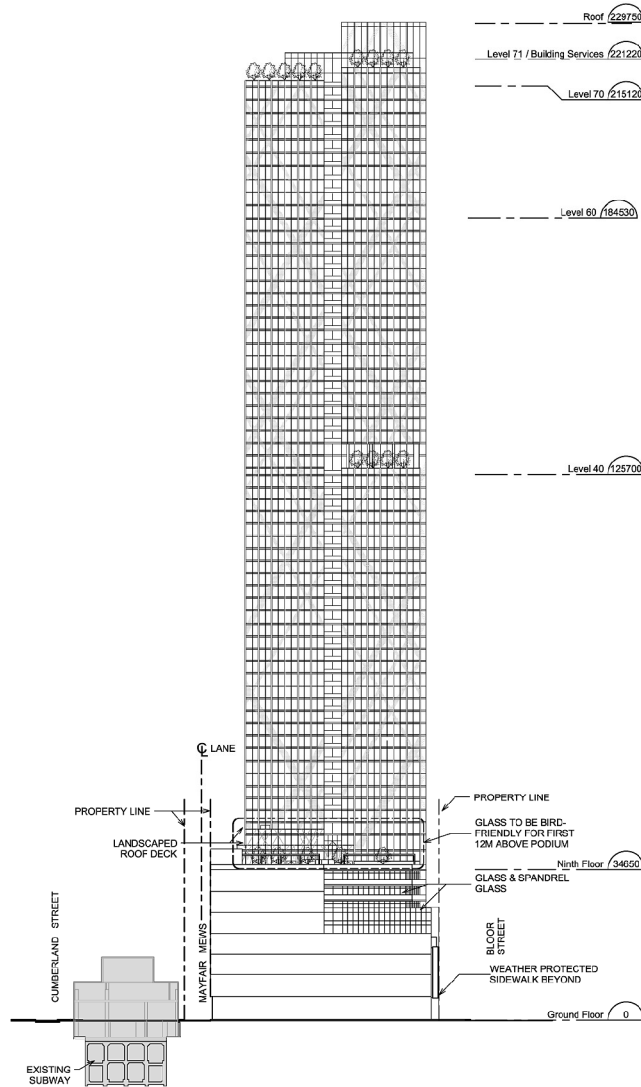 Roof 229750
Level 71 / Building Services 221220
Level 70 215120
Level 60 184530
Level 40 125700
℄ LANE
PROPERTY LINE
PROPERTY LINE
LANDSCAPED
ROOF DECK
GLASS TO BE BIRD-
FRIENDLY FOR FIRST
12M ABOVE PODIUM
Ninth Floor 34650
GLASS & SPANDREL
GLASS
CUMBERLAND STREET
MAYFAIR MEWS
BLOOR
STREET
WEATHER PROTECTED
SIDEWALK BEYOND
Ground Floor 0
EXISTING
SUBWAY